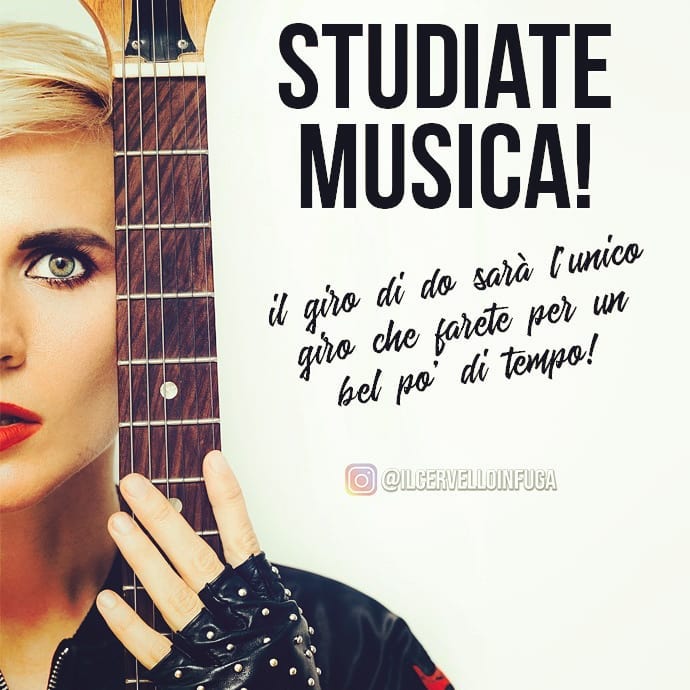 STUDIATE
MUSICA!
il giro di do sarà l'unico
giro che farete per un
bel po' di tempo!
@ILCERVELLOINFUGA